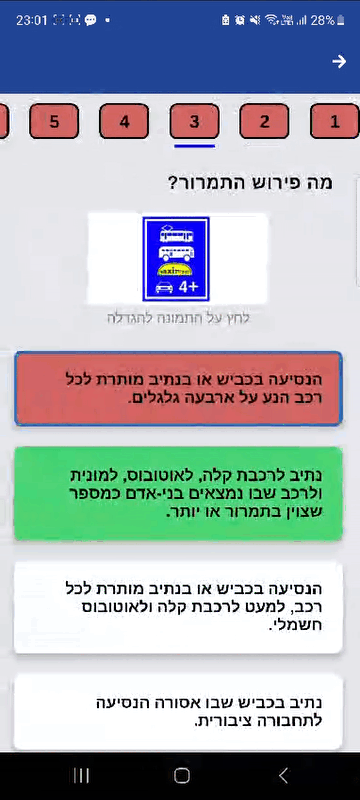 23:01
28%
5 4 3 2 1
מה פירוש התמרור?
taxi מונית
4+
לחץ על התמונה להגדלה
הנסיעה בכביש או בנתיב מותרת לכל
רכב הנע על ארבעה גלגלים.
נתיב לרכבת קלה, לאוטובוס, למונית
ולרכב שבו נמצאים בני-אדם כמספר
שצוין בתמרור או יותר.
הנסיעה בכביש או בנתיב מותרת לכל
רכב, למעט לרכבת קלה ולאוטובוס
חשמלי.
נתיב בכביש שבו אסורה הנסיעה
לתחבורה ציבורית.